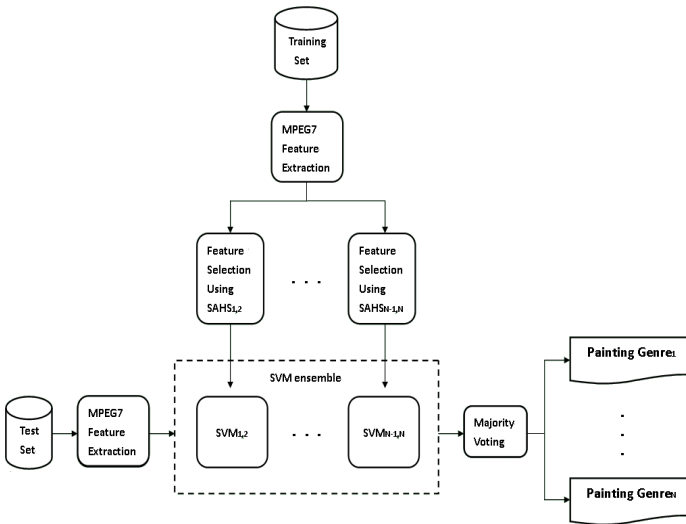 Training
Set
MPEG7
Feature
Extraction
Feature
Selection
Using
SAHS1,2
. . .
Feature
Selection
Using
SAHSN-1,N
SVM ensemble
Test
Set
MPEG7
Feature
Extraction
SVM1,2
. . .
SVMN-1,N
Majority
Voting
Painting Genre1
.
.
.
Painting GenreN